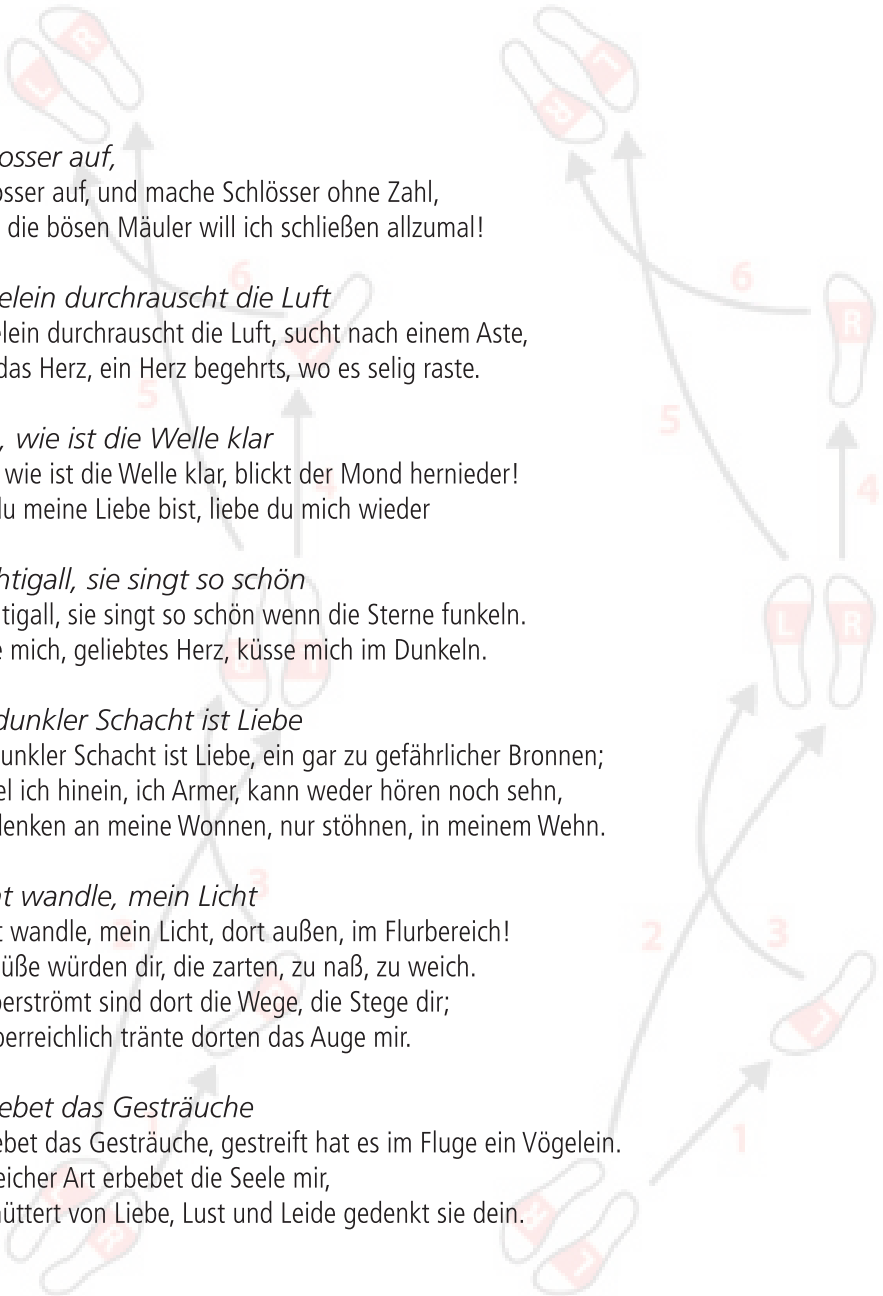 osser auf,
osser auf, und mache Schlösser ohne Zahl,
die bösen Mäuler will ich schließen allzumal!
elein durchrauscht die Luft
elein durchrauscht die Luft, sucht nach einem Aste,
das Herz, ein Herz begehrts, wo es selig raste.
, wie ist die Welle klar
wie ist die Welle klar, blickt der Mond hernieder!
du meine Liebe bist, liebe du mich wieder
htigall, sie singt so schön
tigall, sie singt so schön wenn die Sterne funkeln.
e mich, geliebtes Herz, küsse mich im Dunkeln.
dunkler Schacht ist Liebe
unkler Schacht ist Liebe, ein gar zu gefährlicher Bronnen;
el ich hinein, ich Armer, kann weder hören noch sehn,
denken an meine Wonnen, nur stöhnen, in meinem Wehn.
ht wandle, mein Licht
t wandle, mein Licht, dort außen, im Flurbereich!
üße würden dir, die zarten, zu naß, zu weich.
berströmt sind dort die Wege, die Stege dir;
berreichlich tränte dorten das Auge mir.
ebet das Gesträuche
ebet das Gesträuche, gestreift hat es im Fluge ein Vögelein.
eicher Art erbebet die Seele mir,
hüttert von Liebe, Lust und Leide gedenkt sie dein.
L R
6
5
4
R L
3
2
R
R L
6
R
5
4
L R
2 3
L
1
R L